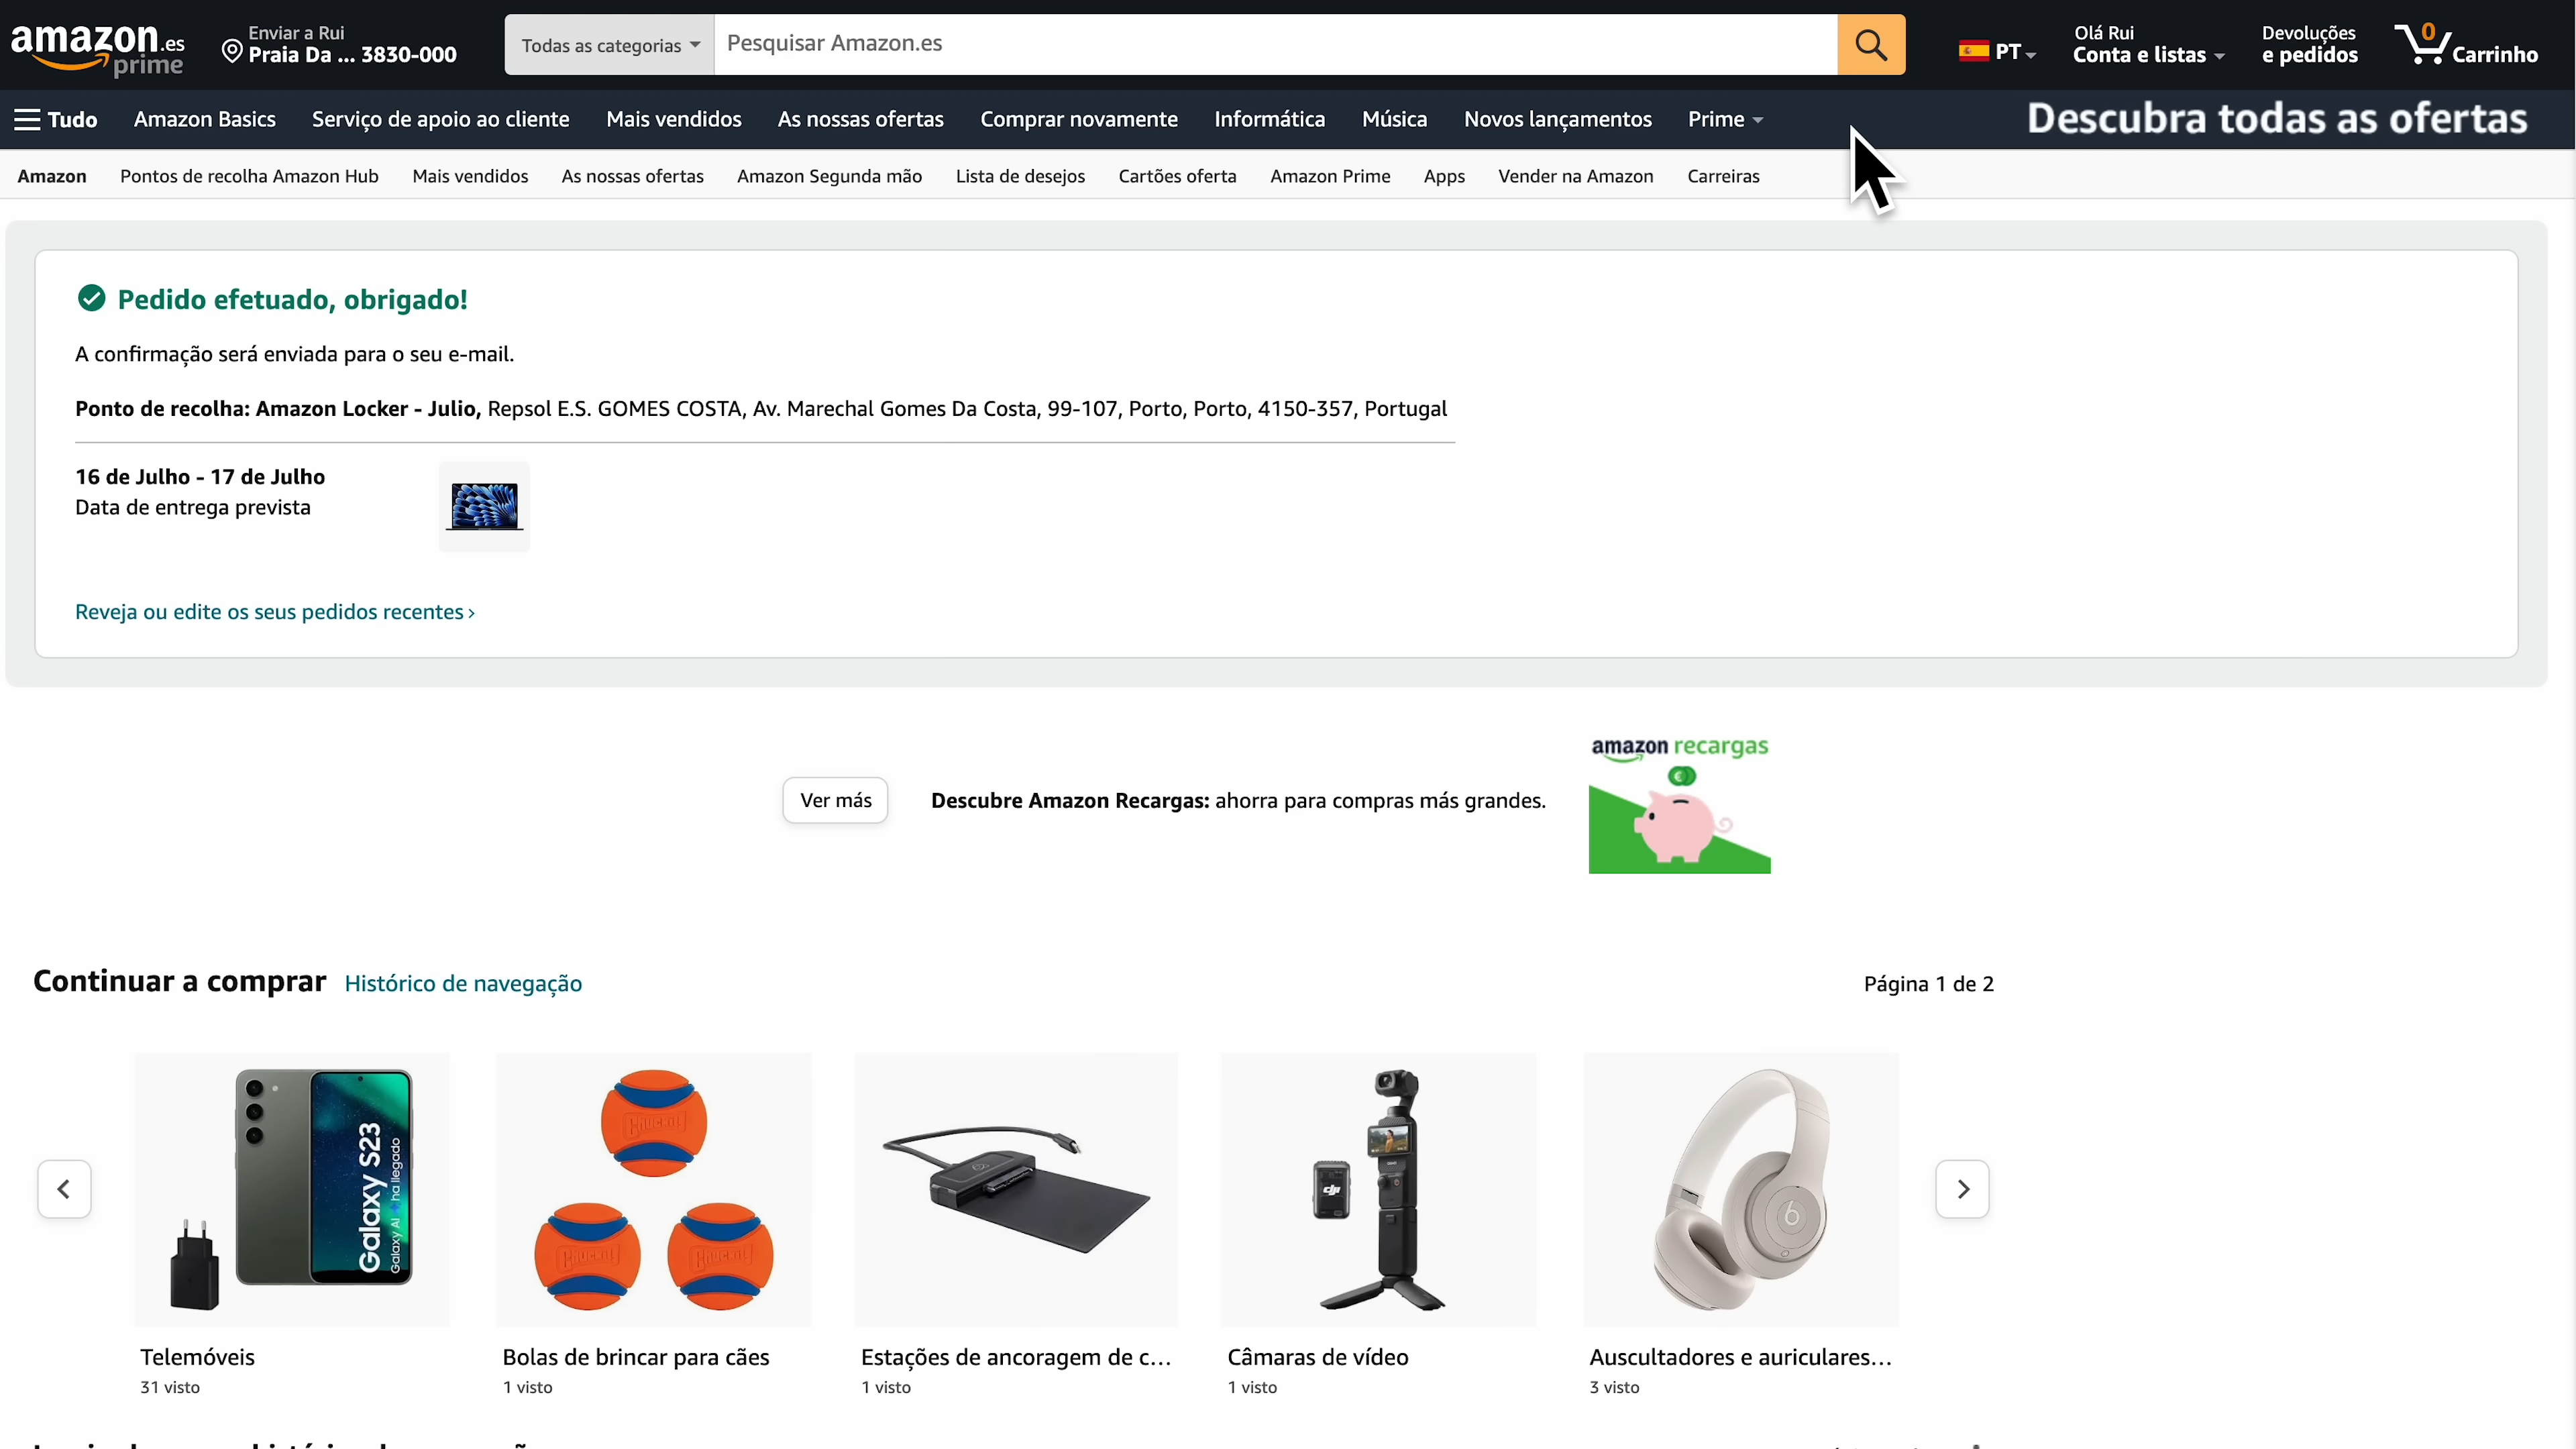 amazon.es
prime
Enviar a Rui
Praia Da ... 3830-000
Todas as categorias
Pesquisar Amazon.es
PT
Olá Rui
Conta e listas
Devoluções
e pedidos
0
Carrinho
Tudo
Amazon Basics
Serviço de apoio ao cliente
Mais vendidos
As nossas ofertas
Comprar novamente
Informática
Música
Novos lançamentos
Prime
Descubra todas as ofertas
Amazon
Pontos de recolha Amazon Hub
Mais vendidos
As nossas ofertas
Amazon Segunda mão
Lista de desejos
Cartões oferta
Amazon Prime
Apps
Vender na Amazon
Carreiras
Pedido efetuado, obrigado!
A confirmação será enviada para o seu e-mail.
Ponto de recolha: Amazon Locker - Julio, Repsol E.S. GOMES COSTA, Av. Marechal Gomes Da Costa, 99-107, Porto, Porto, 4150-357, Portugal
16 de Julho - 17 de Julho
Data de entrega prevista
Reveja ou edite os seus pedidos recentes ›
Ver más
Descubre Amazon Recargas: ahorra para compras más grandes.
amazon recargas
Continuar a comprar
Histórico de navegação
Página 1 de 2
Galaxy S23
Galaxy AI ha llegado
Chuckit!
Chuckit!
Chuckit!
dji
Telemóveis
31 visto
Bolas de brincar para cães
1 visto
Estações de ancoragem de c...
1 visto
Câmaras de vídeo
1 visto
Auscultadores e auriculares...
3 visto